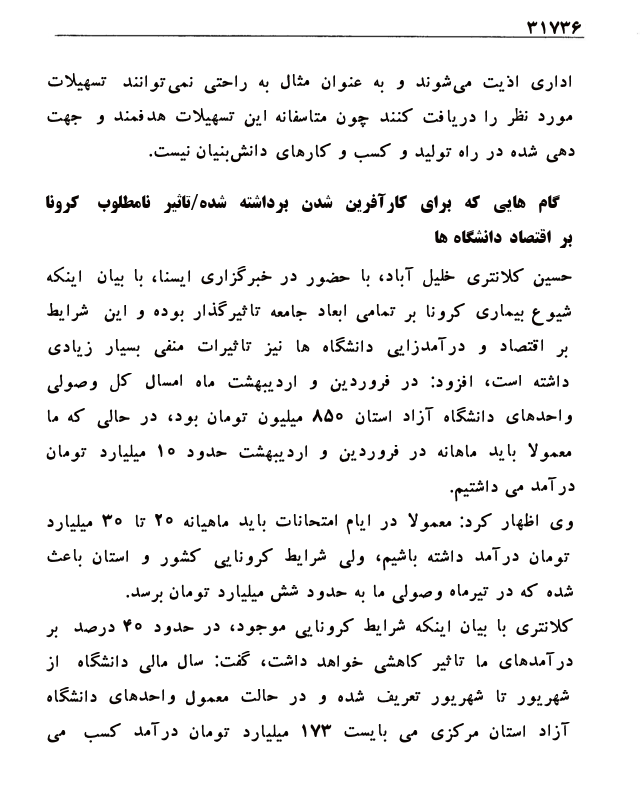 ۳۱۷۳۶
اداری اذیت می‌شوند و به عنوان مثال به راحتی نمی‌توانند تسهیلات
مورد نظر را دریافت کنند چون متاسفانه این تسهیلات هدفمند و جهت
دهی شده در راه تولید و کسب و کارهای دانش‌بنیان نیست.
گام هایی که برای کارآفرین شدن برداشته شده/تاثیر نامطلوب کرونا
بر اقتصاد دانشگاه ها
حسین کلانتری خلیل آباد، با حضور در خبرگزاری ایسنا، با بیان اینکه
شیوع بیماری کرونا بر تمامی ابعاد جامعه تاثیرگذار بوده و این شرایط
بر اقتصاد و درآمدزایی دانشگاه ها نیز تاثیرات منفی بسیار زیادی
داشته است، افزود: در فروردین و اردیبهشت ماه امسال کل وصولی
واحدهای دانشگاه آزاد استان ۸۵۰ میلیون تومان بود، در حالی که ما
معمولا باید ماهانه در فروردین و اردیبهشت حدود ۱۰ میلیارد تومان
درآمد می داشتیم.
وی اظهار کرد: معمولا در ایام امتحانات باید ماهیانه ۲۰ تا ۳۰ میلیارد
تومان درآمد داشته باشیم، ولی شرایط کرونایی کشور و استان باعث
شده که در تیرماه وصولی ما به حدود شش میلیارد تومان برسد.
کلانتری با بیان اینکه شرایط کرونایی موجود، در حدود ۴۰ درصد بر
درآمدهای ما تاثیر کاهشی خواهد داشت، گفت: سال مالی دانشگاه از
شهریور تا شهریور تعریف شده و در حالت معمول واحدهای دانشگاه
آزاد استان مرکزی می بایست ۱۷۳ میلیارد تومان درآمد کسب می